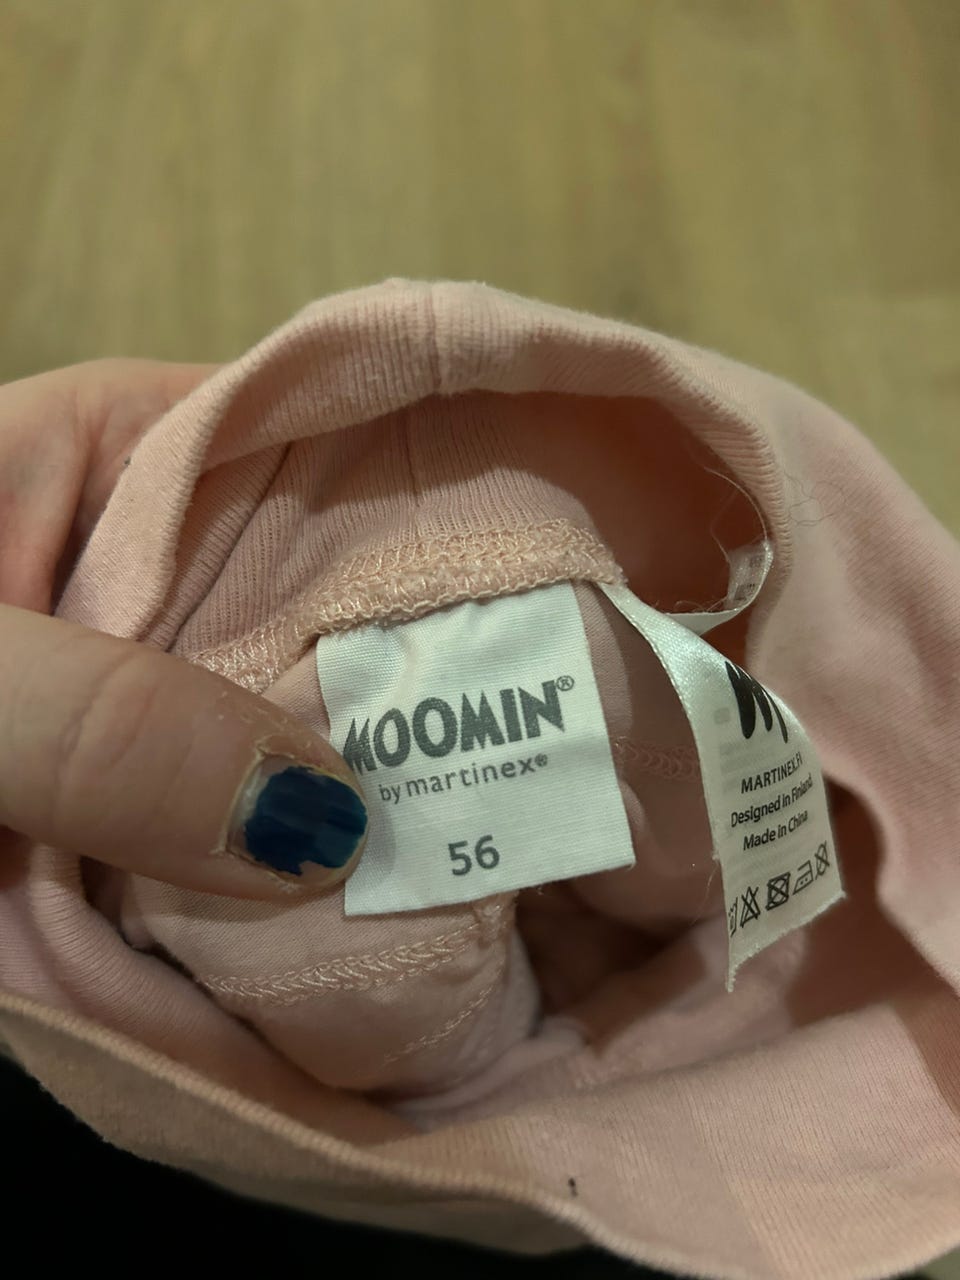 MOOMIN®
by martinex®
56
MARTINEX.FI
Designed in Finland
Made in China